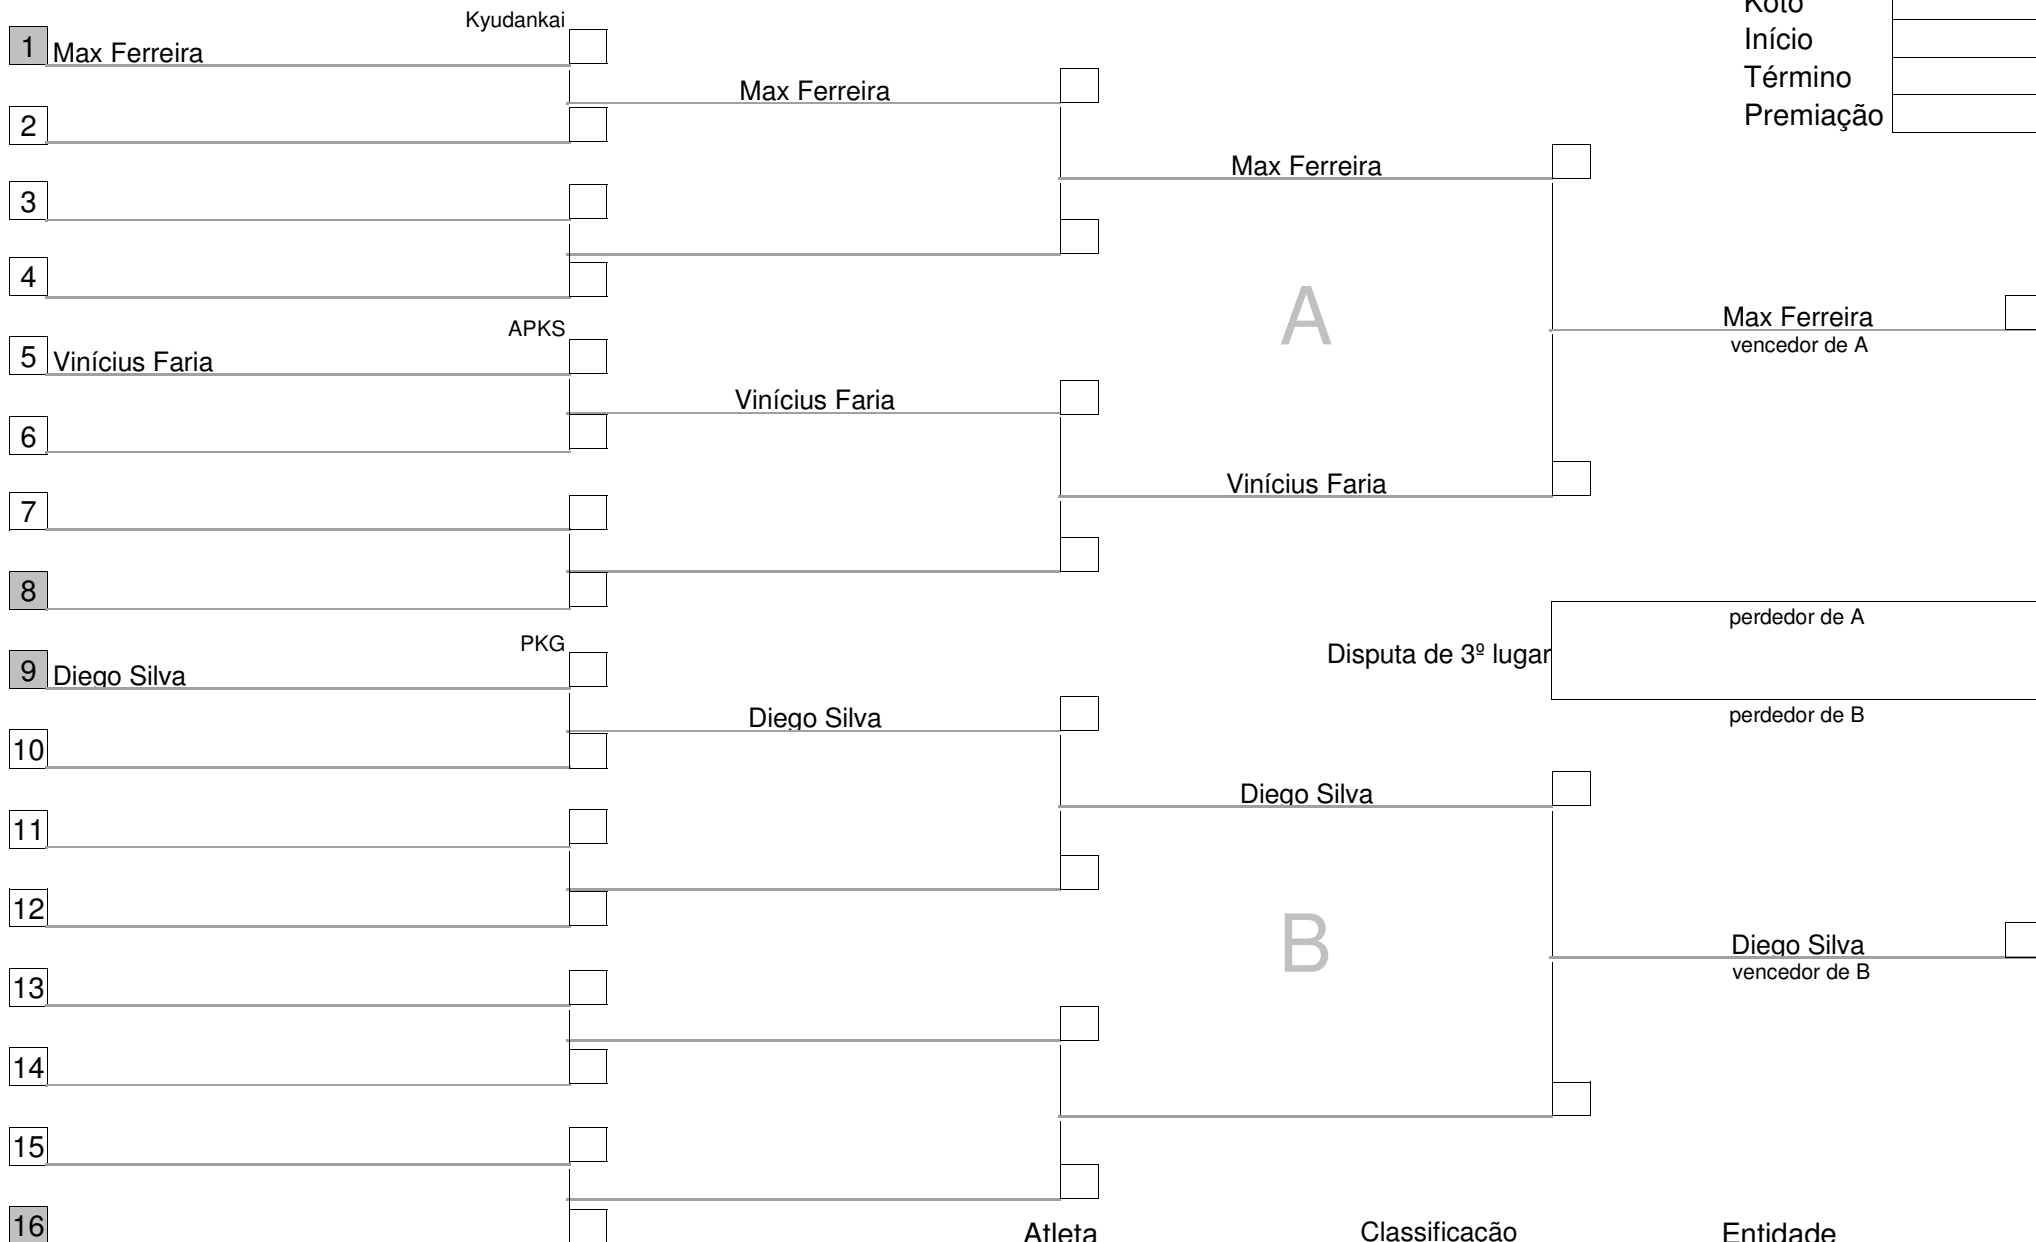 Koto
Início
Término
Premiação
Kyudankai
1 Max Ferreira
Max Ferreira
2
Max Ferreira
3
4
A
Max Ferreira
vencedor de A
APKS
5 Vinícius Faria
Vinícius Faria
6
Vinícius Faria
7
8
perdedor de A
Disputa de 3º lugar
perdedor de B
PKG
9 Diego Silva
Diego Silva
10
Diego Silva
11
12
B
Diego Silva
vencedor de B
13
14
15
16
Atleta Classificação Entidade